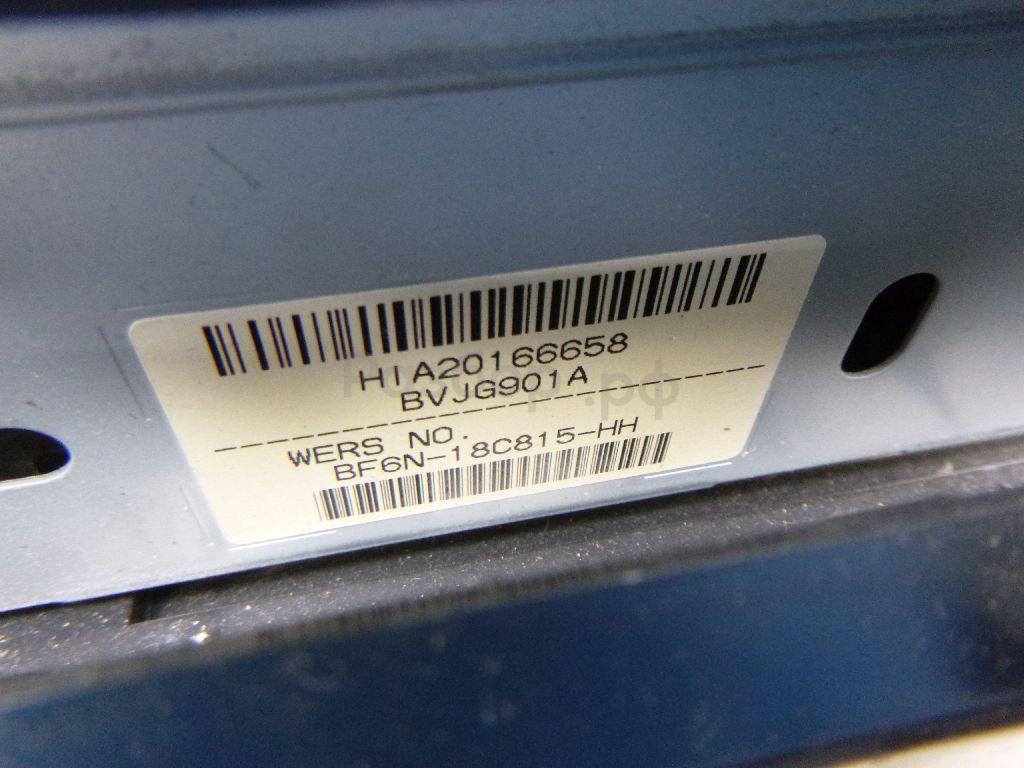 HIA20166658
BVJG901A
WERS NO.
BF6N-18C815-HH